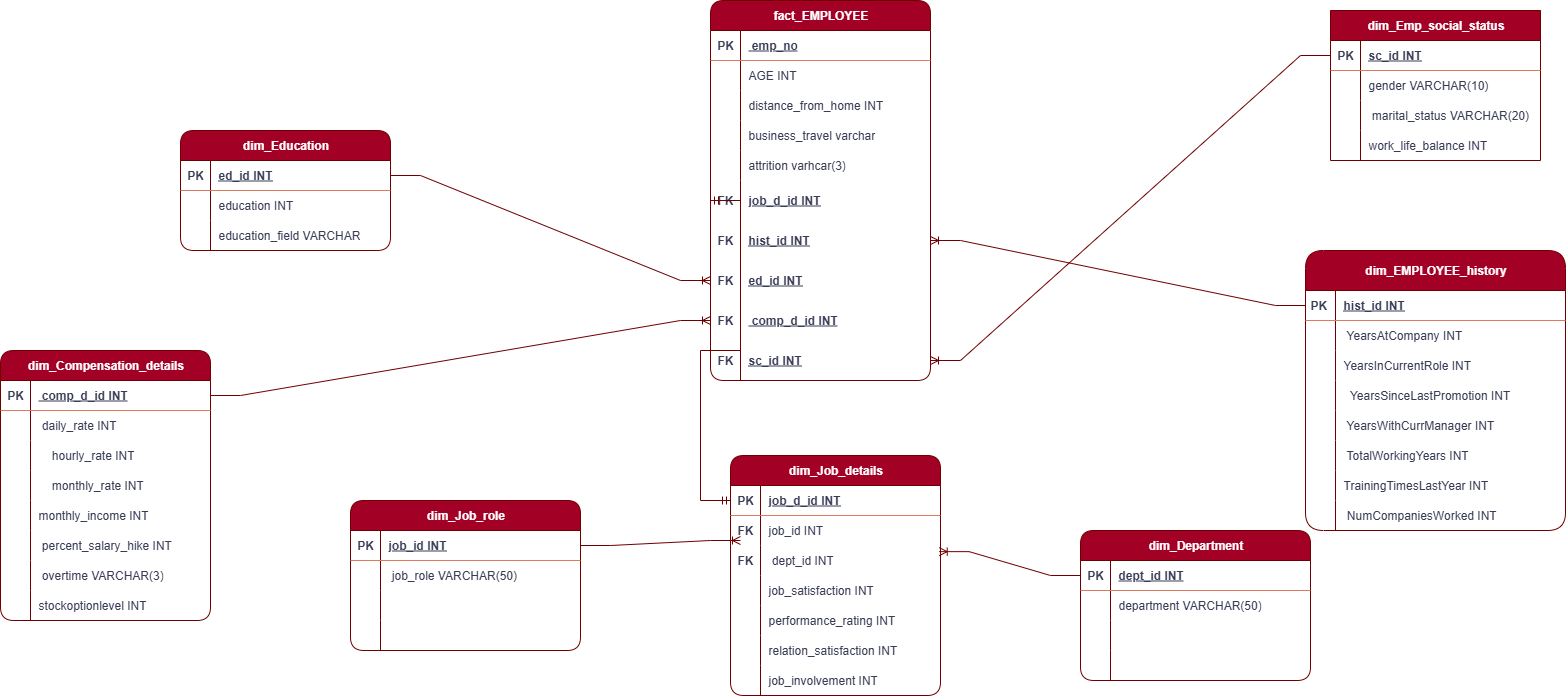 fact_EMPLOYEE
PK emp_no
AGE INT
distance_from_home INT
business_travel varchar
attrition varhcar(3)
FK job_d_id INT
FK hist_id INT
FK ed_id INT
FK comp_d_id INT
FK sc_id INT
dim_Emp_social_status
PK sc_id INT
gender VARCHAR(10)
marital_status VARCHAR(20)
work_life_balance INT
dim_Education
PK ed_id INT
education INT
education_field VARCHAR
dim_EMPLOYEE_history
PK hist_id INT
YearsAtCompany INT
YearsInCurrentRole INT
YearsSinceLastPromotion INT
YearsWithCurrManager INT
TotalWorkingYears INT
TrainingTimesLastYear INT
NumCompaniesWorked INT
dim_Compensation_details
PK comp_d_id INT
daily_rate INT
hourly_rate INT
monthly_rate INT
monthly_income INT
percent_salary_hike INT
overtime VARCHAR(3)
stockoptionlevel INT
dim_Job_role
PK job_id INT
job_role VARCHAR(50)
dim_Job_details
PK job_d_id INT
FK job_id INT
FK dept_id INT
job_satisfaction INT
performance_rating INT
relation_satisfaction INT
job_involvement INT
dim_Department
PK dept_id INT
department VARCHAR(50)